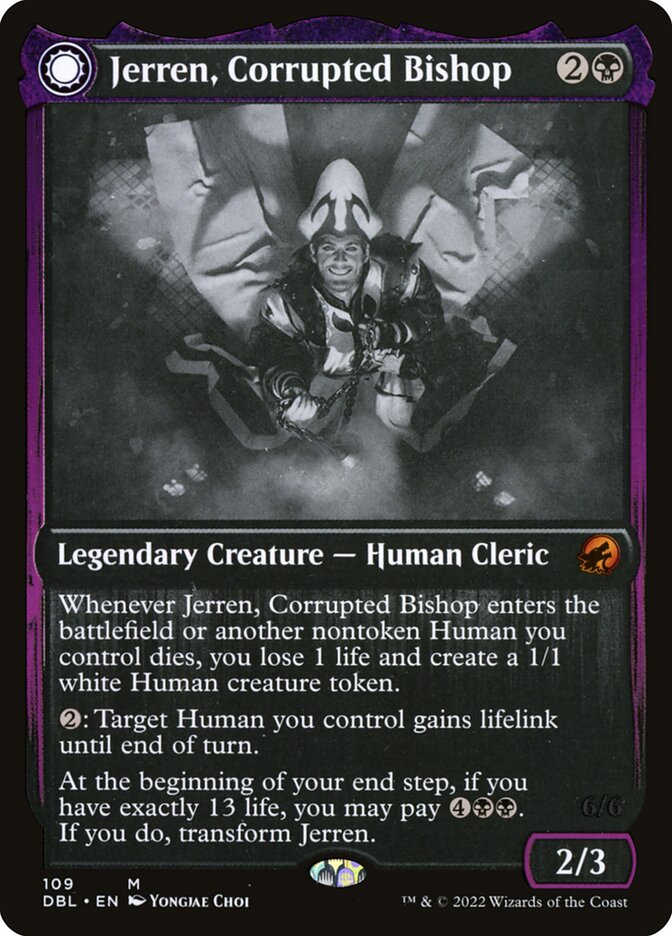 Jerren, Corrupted Bishop 2
Legendary Creature — Human Cleric
Whenever Jerren, Corrupted Bishop enters the
battlefield or another nontoken Human you
control dies, you lose 1 life and create a 1/1
white Human creature token.
2: Target Human you control gains lifelink
until end of turn.
At the beginning of your end step, if you
have exactly 13 life, you may pay 4.
If you do, transform Jerren.
6/6
2/3
109 M
DBL • EN Yongjae Choi
™ & © 2022 Wizards of the Coast